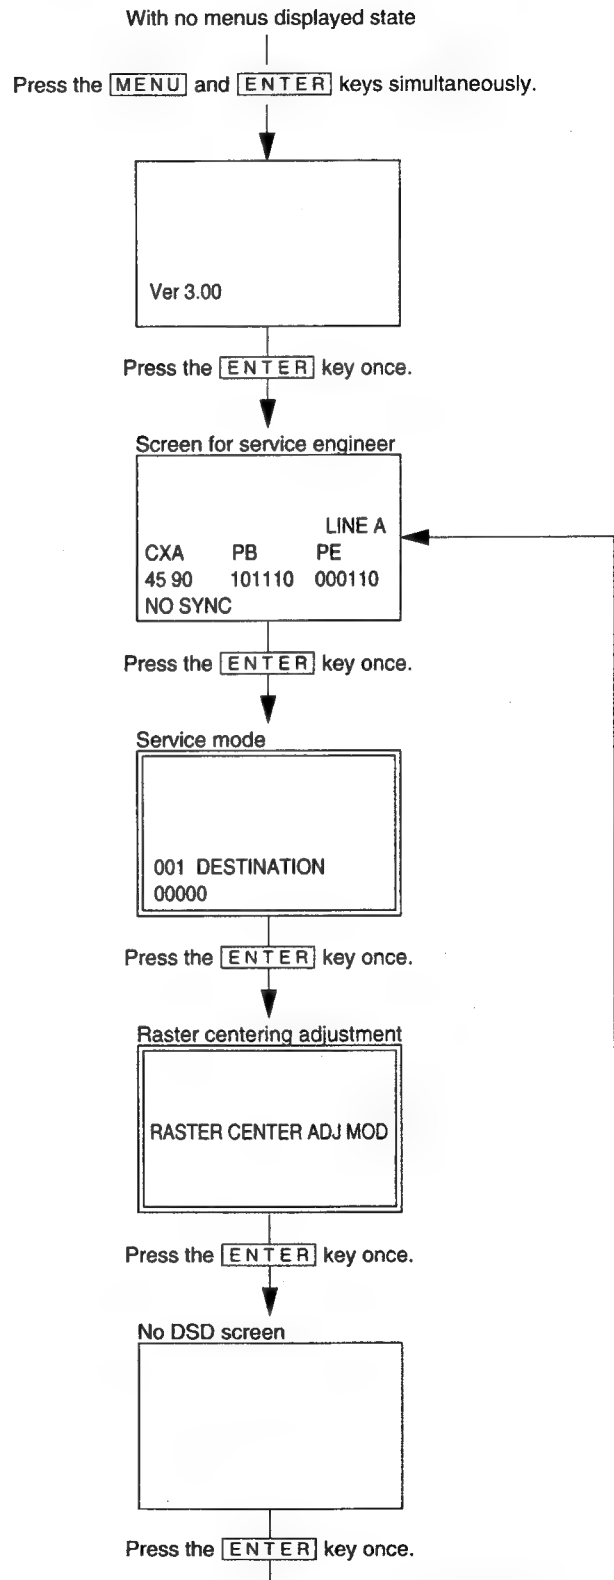 With no menus displayed state
Press the MENU and ENTER keys simultaneously.
Ver 3.00
Press the ENTER key once.
Screen for service engineer
LINE A
CXA PB PE
45 90 101110 000110
NO SYNC
Press the ENTER key once.
Service mode
001 DESTINATION
00000
Press the ENTER key once.
Raster centering adjustment
RASTER CENTER ADJ MOD
Press the ENTER key once.
No DSD screen
Press the ENTER key once.